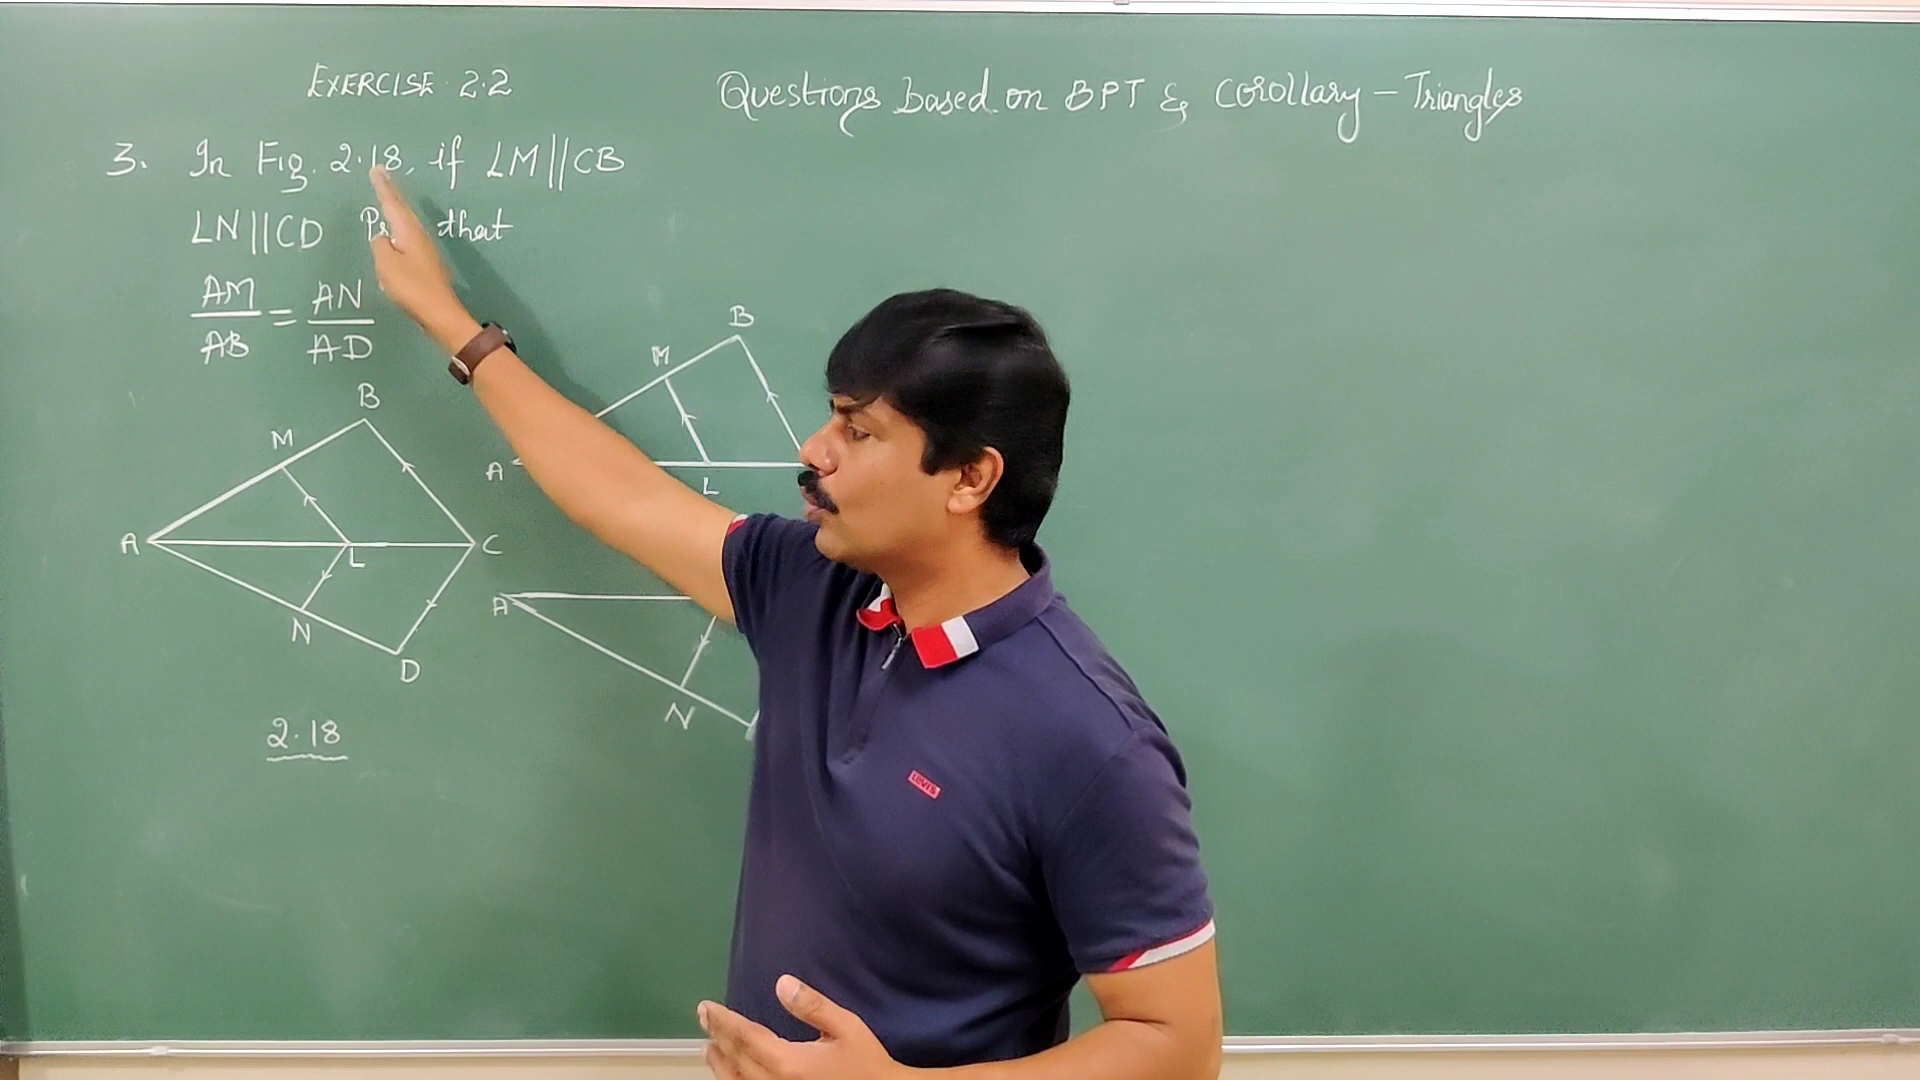 EXERCISE 2.2
Questions based on BPT & Corollary - Triangles
3. In Fig. 2.18, if LM||CB
LN||CD that
AM/AB = AN/AD
B
M
A
L
C
N
D
2.18
B
M
A
L
A
N
LEVI'S